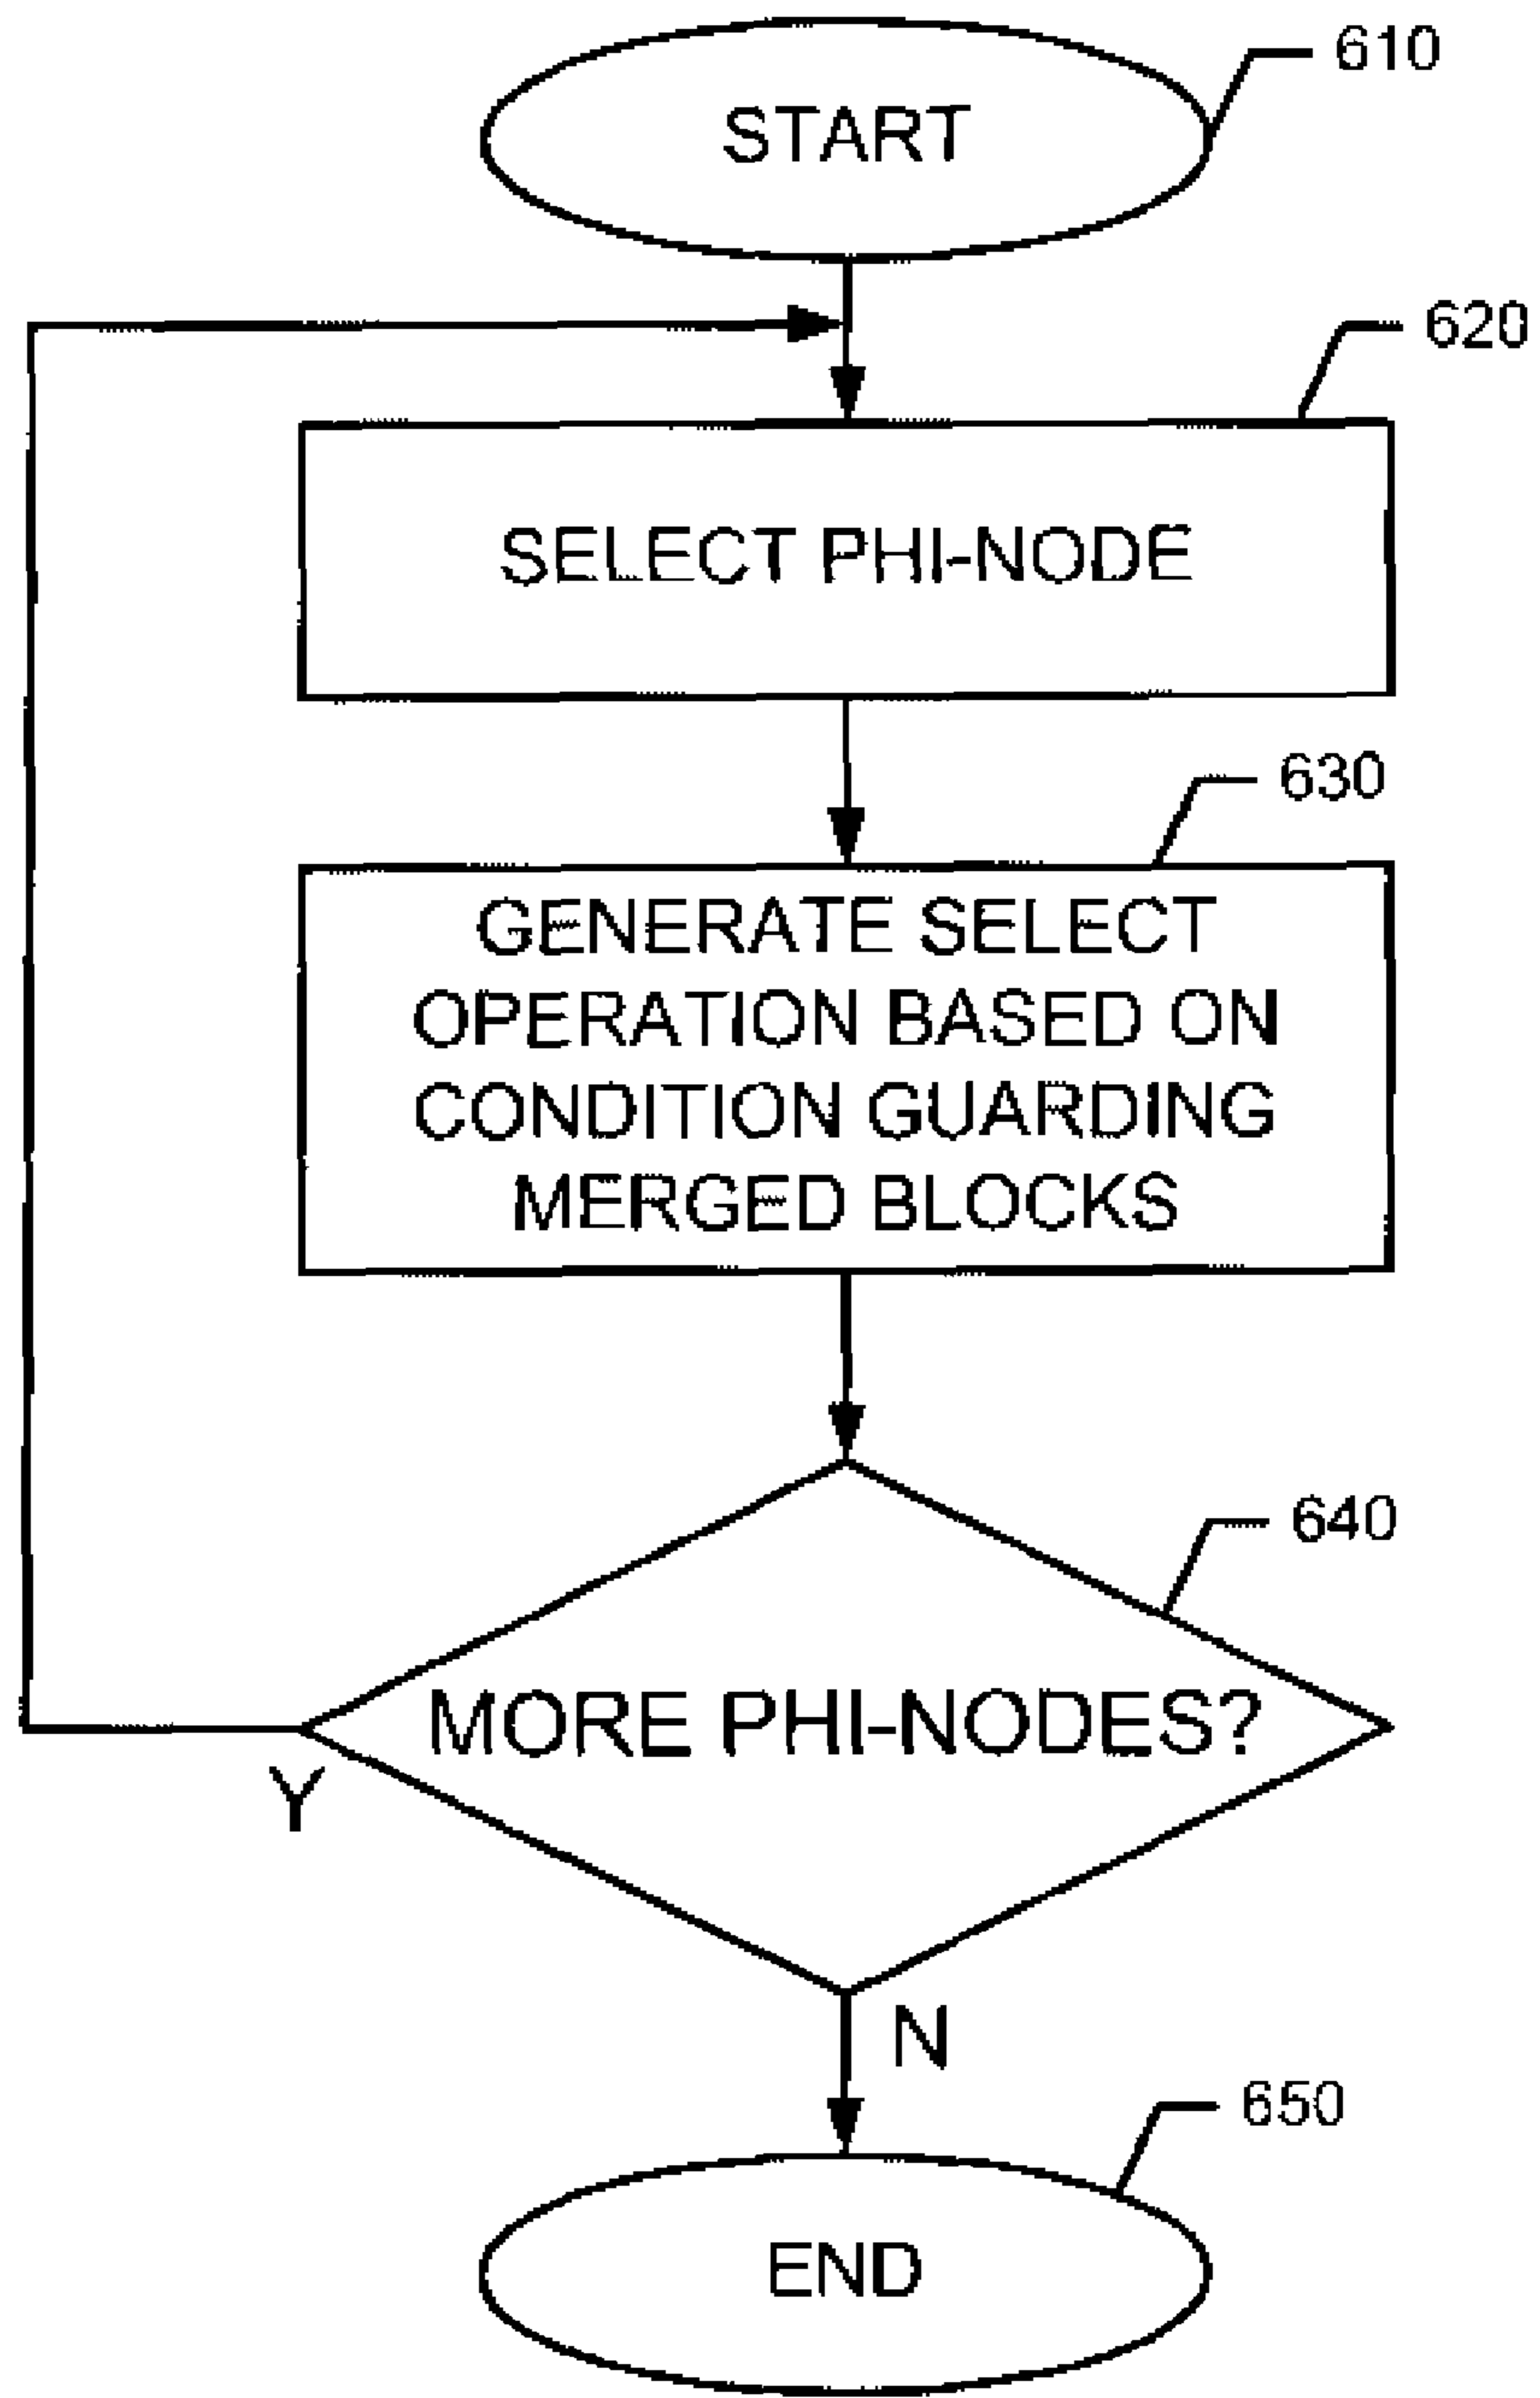 610
START
620
SELECT PHI-NODE
630
GENERATE SELECT
OPERATION BASED ON
CONDITION GUARDING
MERGED BLOCKS
640
MORE PHI-NODES?
Y
N
650
END